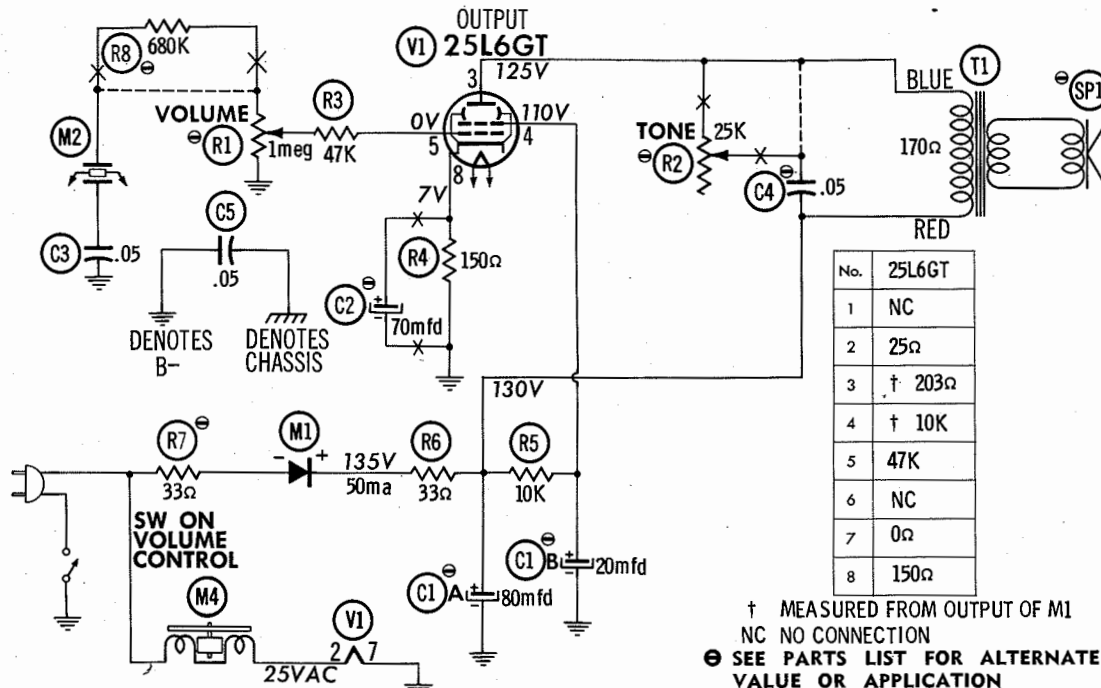 OUTPUT
V1 25L6GT
R8 ⊖ 680K
3 125V
T1
BLUE
⊖ SP1
VOLUME
⊖ R1
1meg
R3
47K
0V
5
110V
4
8
TONE
⊖ R2
25K
170Ω
M2
7V
C4 ⊖
.05
RED
C5
.05
C3 .05
R4 150Ω
C2 ⊖
70mfd
DENOTES
B-
DENOTES
CHASSIS
130V
R7 ⊖
33Ω
M1
- +
135V
50ma
R6
33Ω
R5
10K
SW ON
VOLUME
CONTROL
C1 ⊖ A 80mfd
C1 ⊖ B 20mfd
M4
25VAC
V1
2 7
No. 25L6GT
1 NC
2 25Ω
3 † 203Ω
4 † 10K
5 47K
6 NC
7 0Ω
8 150Ω
† MEASURED FROM OUTPUT OF M1
NC NO CONNECTION
⊖ SEE PARTS LIST FOR ALTERNATE
VALUE OR APPLICATION